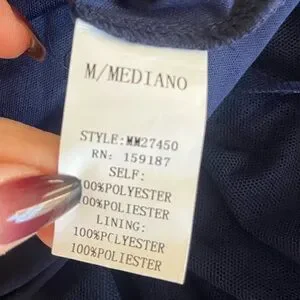 M/MEDIANO
STYLE:MM27450
RN: 159187
SELF:
100%POLYESTER
100%POLIESTER
LINING:
100%POLYESTER
100%POLIESTER